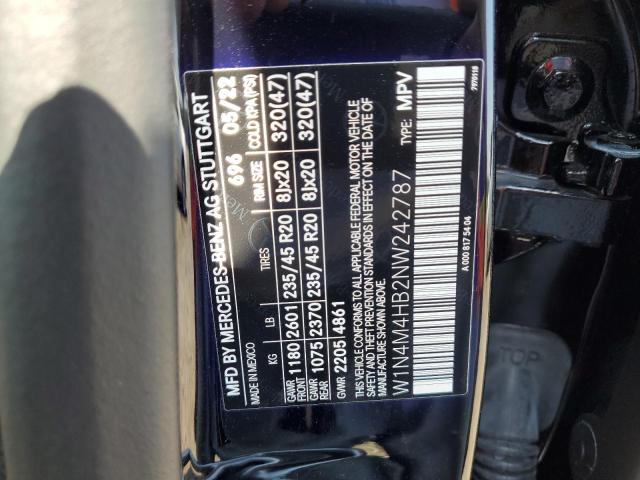 MFD BY MERCEDES-BENZ AG STUTTGART
MADE IN MEXICO 696 05/22
KG LB TIRES RIM SIZE COLD KPA (PSI)
GAWR FRONT 1180 2601 235/45 R20 8Jx20 320(47)
GAWR REAR 1075 2370 235/45 R20 8Jx20 320(47)
GVWR 2205 4861
THIS VEHICLE CONFORMS TO ALL APPLICABLE FEDERAL MOTOR VEHICLE
SAFETY AND THEFT PREVENTION STANDARDS IN EFFECT ON THE DATE OF
MANUFACTURE SHOWN ABOVE.
W1N4M4HB2NW242787 TYPE: MPV
A 000 817 54 04
TOP